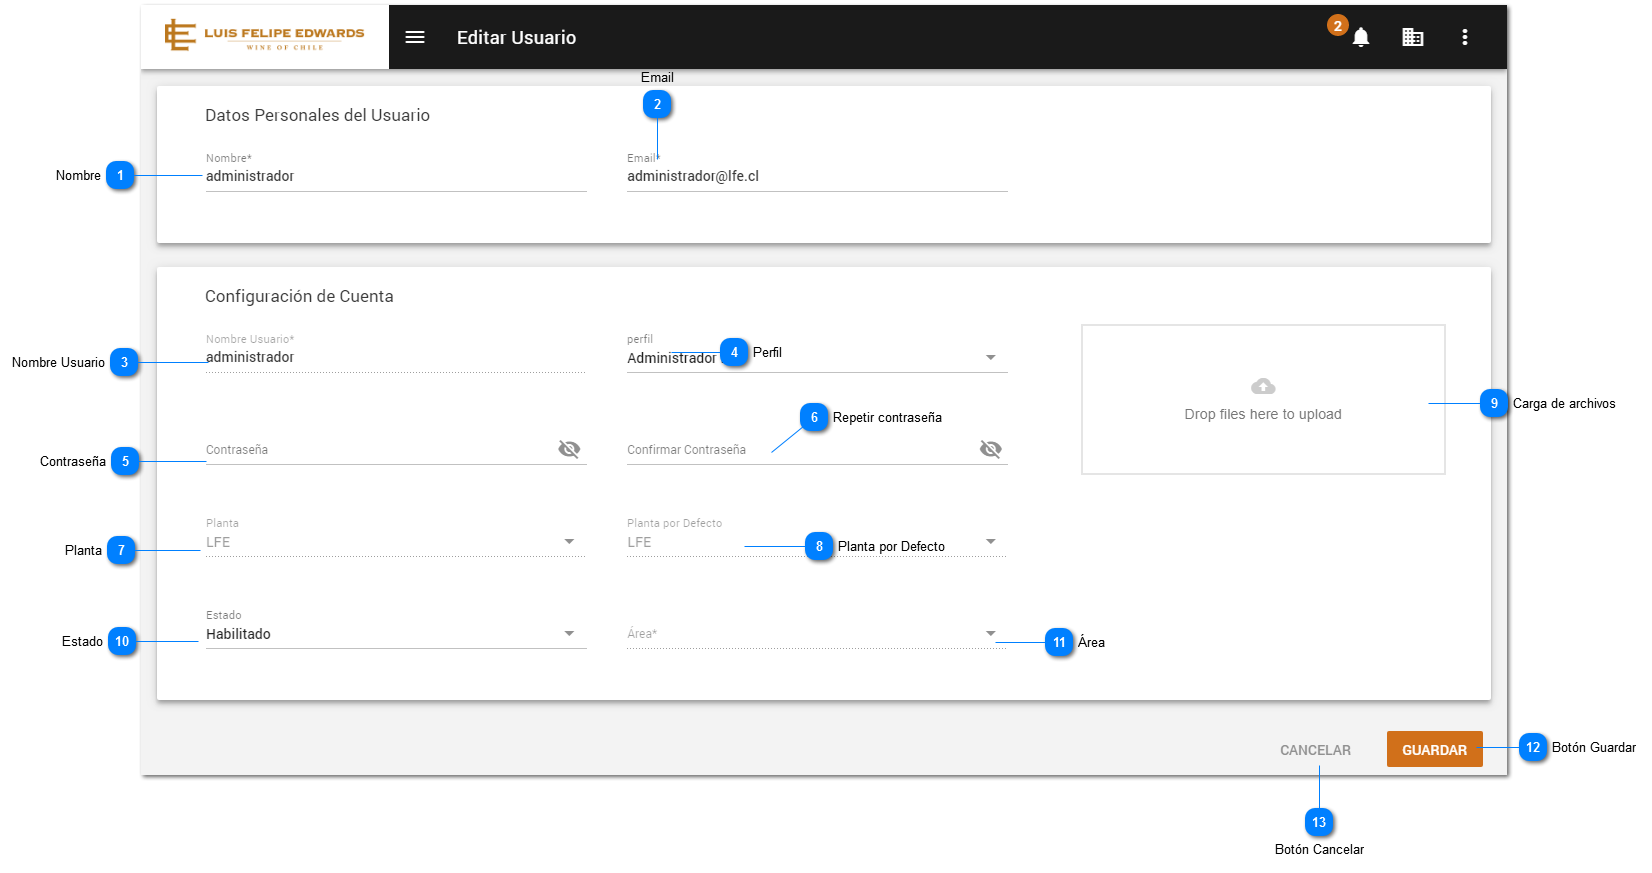 LUIS FELIPE EDWARDS
WINE OF CHILE
Editar Usuario
2
Email
2
Datos Personales del Usuario
Nombre*
Email*
Nombre 1
administrador
administrador@lfe.cl
Configuración de Cuenta
Nombre Usuario*
perfil
Nombre Usuario 3
administrador
Administrador
4 Perfil
Drop files here to upload
9 Carga de archivos
6 Repetir contraseña
Contraseña 5
Contraseña
Confirmar Contraseña
Planta
Planta por Defecto
Planta 7
LFE
LFE
8 Planta por Defecto
Estado
Estado 10
Habilitado
Área*
11 Área
CANCELAR
GUARDAR
12 Botón Guardar
13
Botón Cancelar